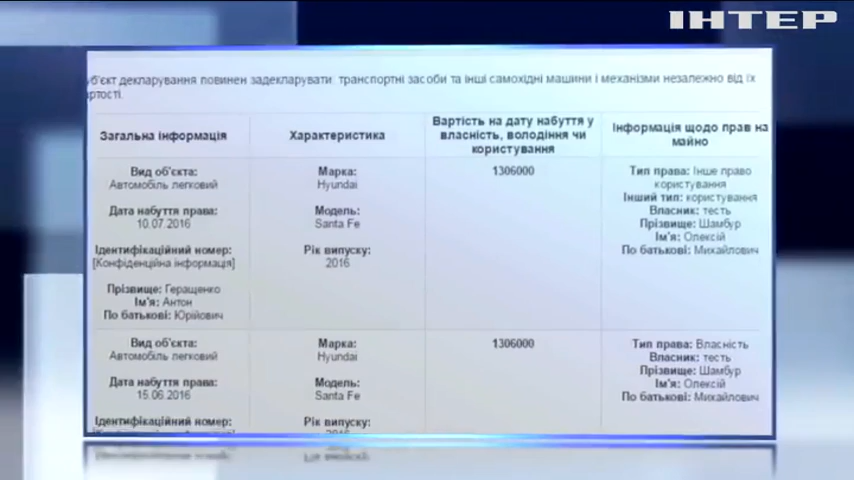 ІНТЕР
уб'єкт декларування повинен задекларувати: транспортні засоби та інші самохідні машини і механізми незалежно від їх
артості.
Загальна інформація
Характеристика
Вартість на дату набуття у
власність, володіння чи
користування
Інформація щодо прав на
майно
Вид об'єкта:
Автомобіль легковий
Дата набуття права:
10.07.2016
Ідентифікаційний номер:
[Конфіденційна інформація]
Прізвище: Геращенко
Ім'я: Антон
По батькові: Юрійович
Марка:
Hyundai
Модель:
Santa Fe
Рік випуску:
2016
1306000
Тип права: Інше право
користування
Інший тип: користування
Власник: тесть
Прізвище: Шамбур
Ім'я: Олексій
По батькові: Михайлович
Вид об'єкта:
Автомобіль легковий
Дата набуття права:
15.06.2016
Ідентифікаційний номер:
Марка:
Hyundai
Модель:
Santa Fe
Рік випуску:
2016
1306000
Тип права: Власність
Власник: тесть
Прізвище: Шамбур
Ім'я: Олексій
По батькові: Михайлович